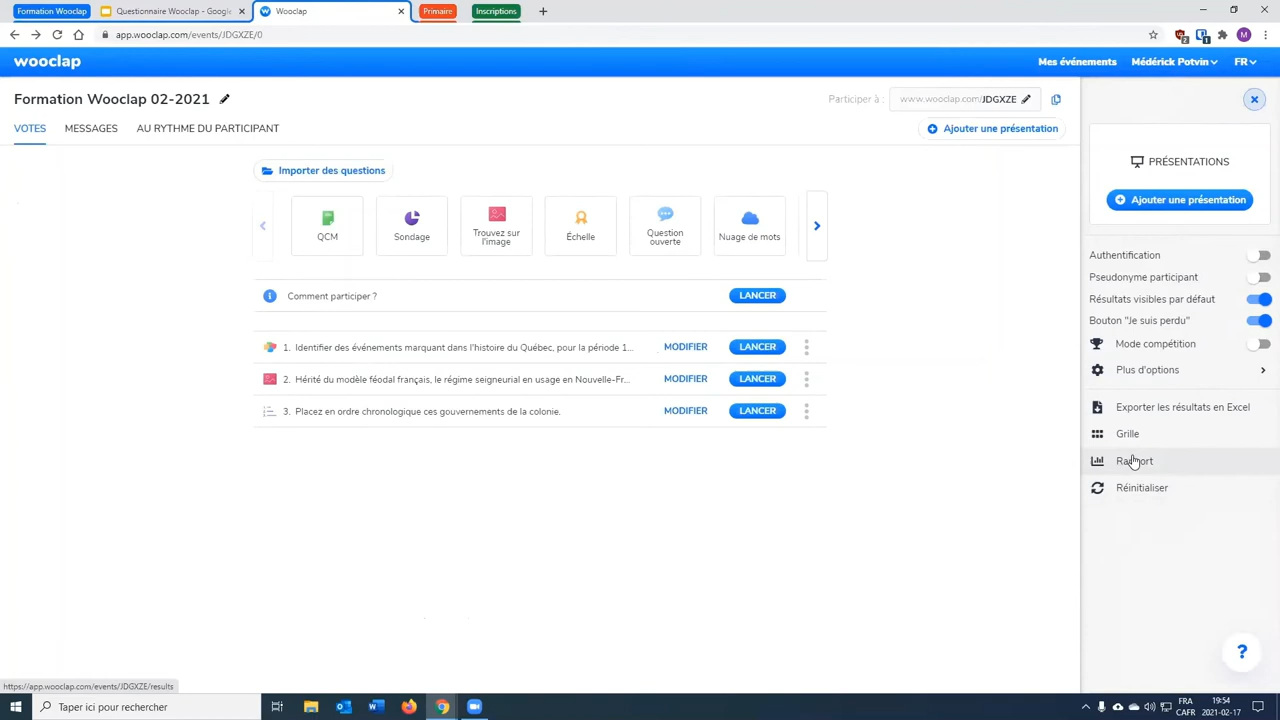 Formation Wooclap
Questionnaire Wooclap - Googl
Wooclap
Primaire
Inscriptions
app.wooclap.com/events/JDGXZE/0
wooclap
Mes événements
Médérick Potvin
FR
Formation Wooclap 02-2021
Participer à :
www.wooclap.com/JDGXZE
VOTES
MESSAGES
AU RYTHME DU PARTICIPANT
Ajouter une présentation
Importer des questions
QCM
Sondage
Trouvez sur
l'image
Échelle
Question
ouverte
Nuage de mots
Comment participer ?
LANCER
1. Identifier des événements marquant dans l'histoire du Québec, pour la période 1...
MODIFIER
LANCER
2. Hérité du modèle féodal français, le régime seigneurial en usage en Nouvelle-Fr...
MODIFIER
LANCER
3. Placez en ordre chronologique ces gouvernements de la colonie.
MODIFIER
LANCER
PRÉSENTATIONS
Ajouter une présentation
Authentification
Pseudonyme participant
Résultats visibles par défaut
Bouton "Je suis perdu"
Mode compétition
Plus d'options
Exporter les résultats en Excel
Grille
Rapport
Réinitialiser
?
https://app.wooclap.com/events/JDGXZE/results
Taper ici pour rechercher
FRA
CAFR
19:54
2021-02-17